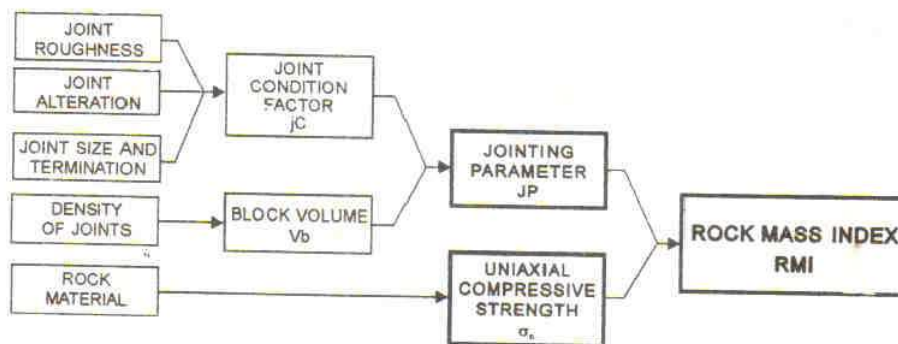 JOINT
ROUGHNESS
JOINT
ALTERATION
JOINT SIZE AND
TERMINATION
DENSITY
OF JOINTS
ROCK
MATERIAL
JOINT
CONDITION
FACTOR
jC
BLOCK VOLUME
Vb
JOINTING
PARAMETER
JP
UNIAXIAL
COMPRESSIVE
STRENGTH
ROCK MASS INDEX
RMI